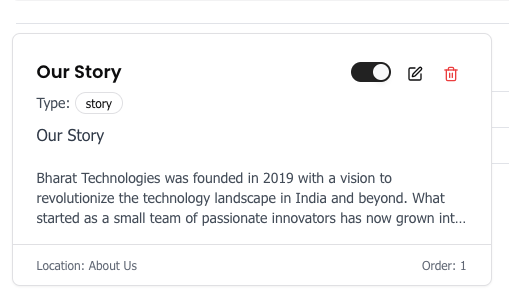 Our Story
Type: story
Our Story
Bharat Technologies was founded in 2019 with a vision to
revolutionize the technology landscape in India and beyond. What
started as a small team of passionate innovators has now grown int...
Location: About Us
Order: 1